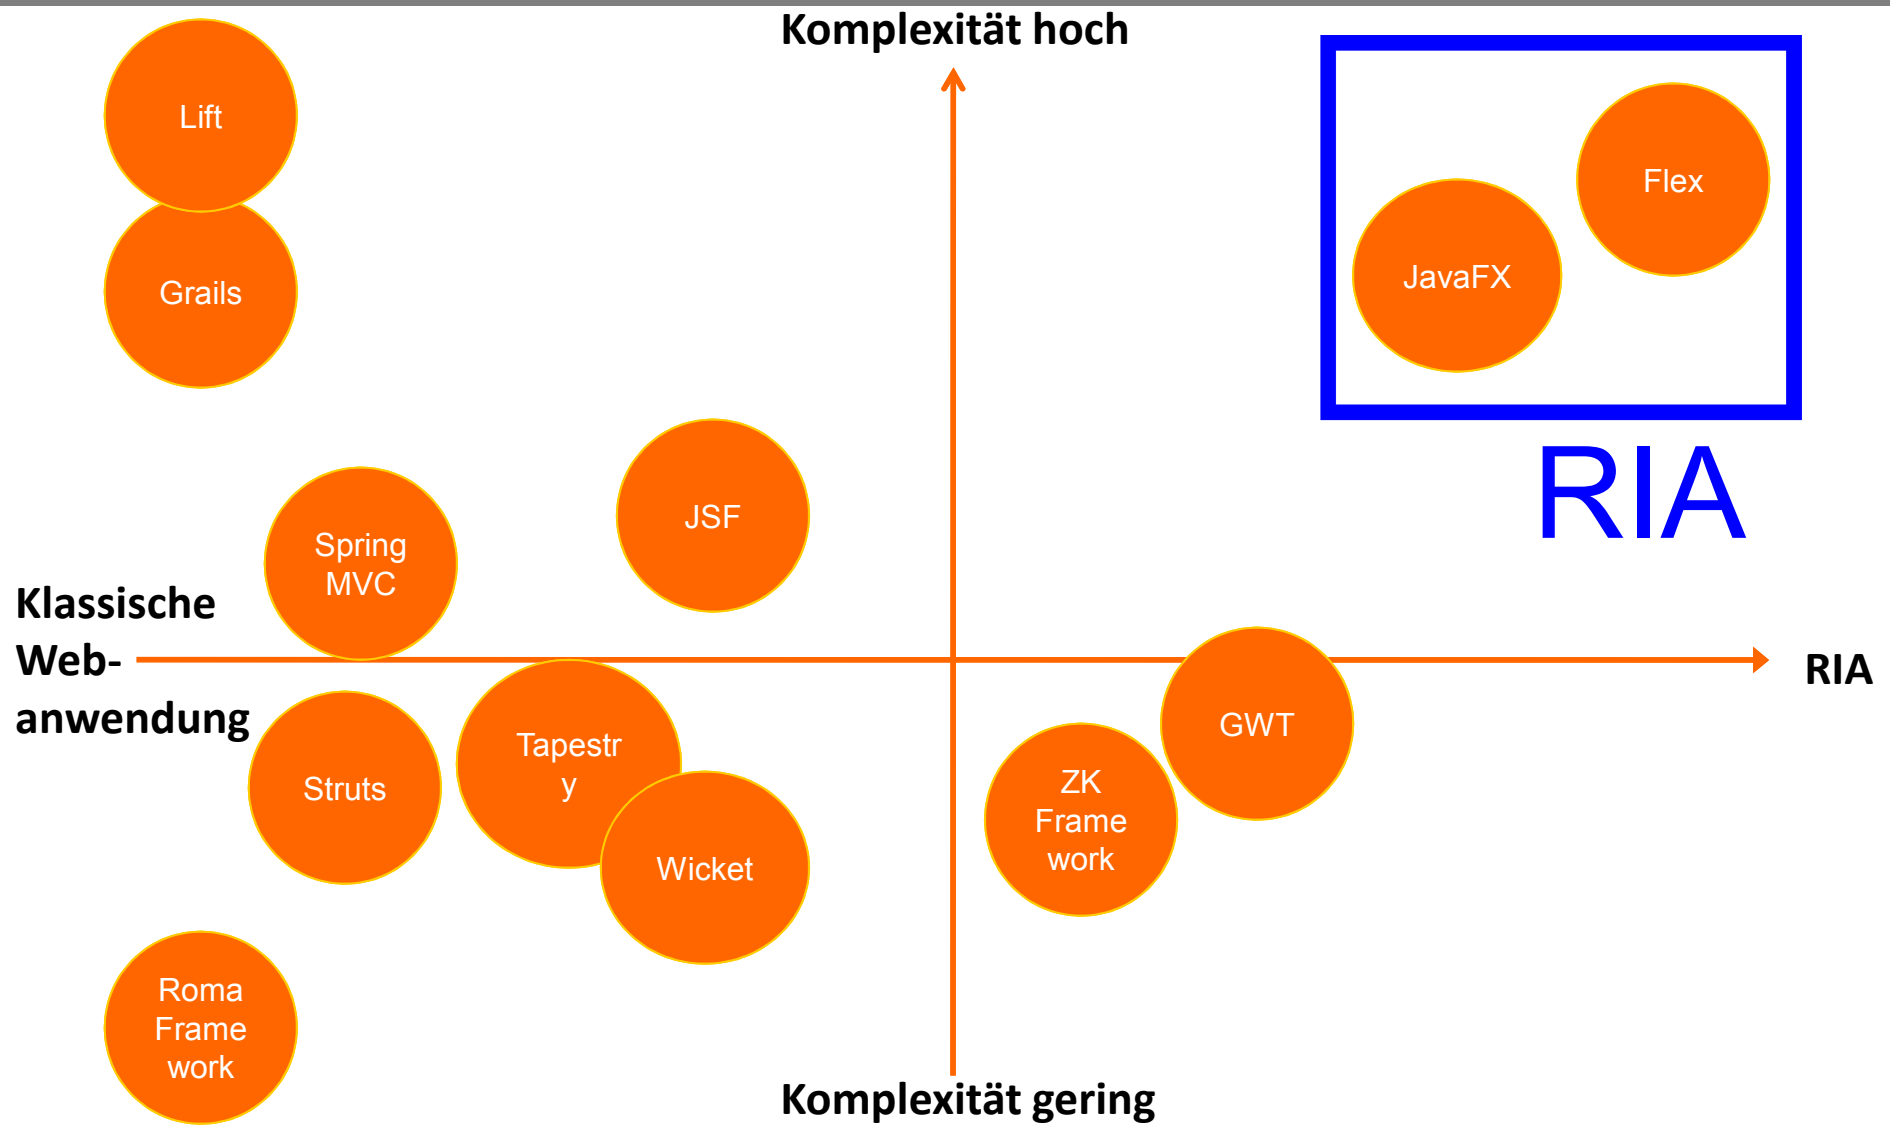 Komplexität hoch
Lift
Flex
JavaFX
Grails
RIA
JSF
Spring
MVC
Klassische
Web-
anwendung
RIA
GWT
Tapestr
y
Struts
ZK
Frame
work
Wicket
Roma
Frame
work
Komplexität gering